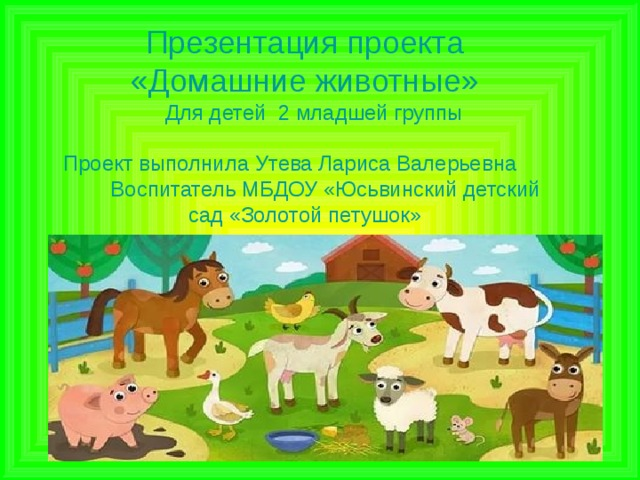 Презентация проекта
«Домашние животные»
Для детей 2 младшей группы
Проект выполнила Утева Лариса Валерьевна
Воспитатель МБДОУ «Юсьвинский детский
сад «Золотой петушок»